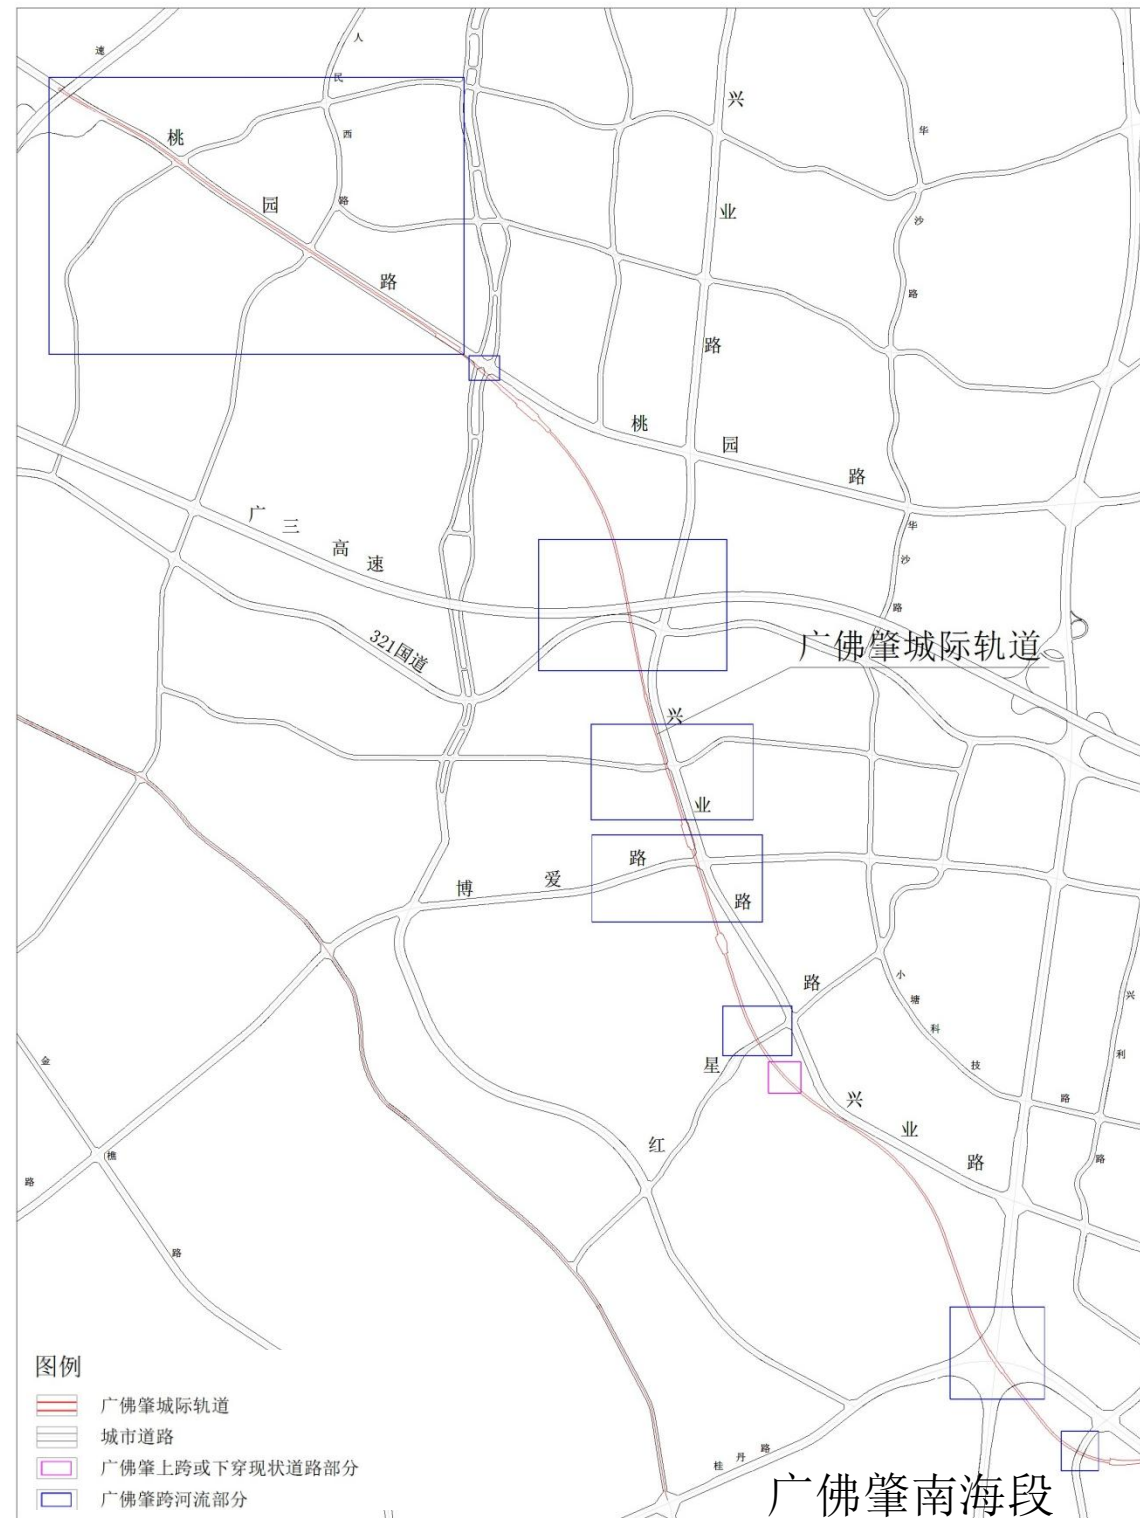 速
人民西路
桃园路
兴业路
华沙路
桃园路
华沙路
广三高速
321国道
广佛肇城际轨道
兴业路
博爱路
小塘科技路
兴利路
红星路
兴业路
金
樵
路
路
桂丹路
图例
广佛肇城际轨道
城市道路
广佛肇上跨或下穿现状道路部分
广佛肇跨河流部分
广佛肇南海段